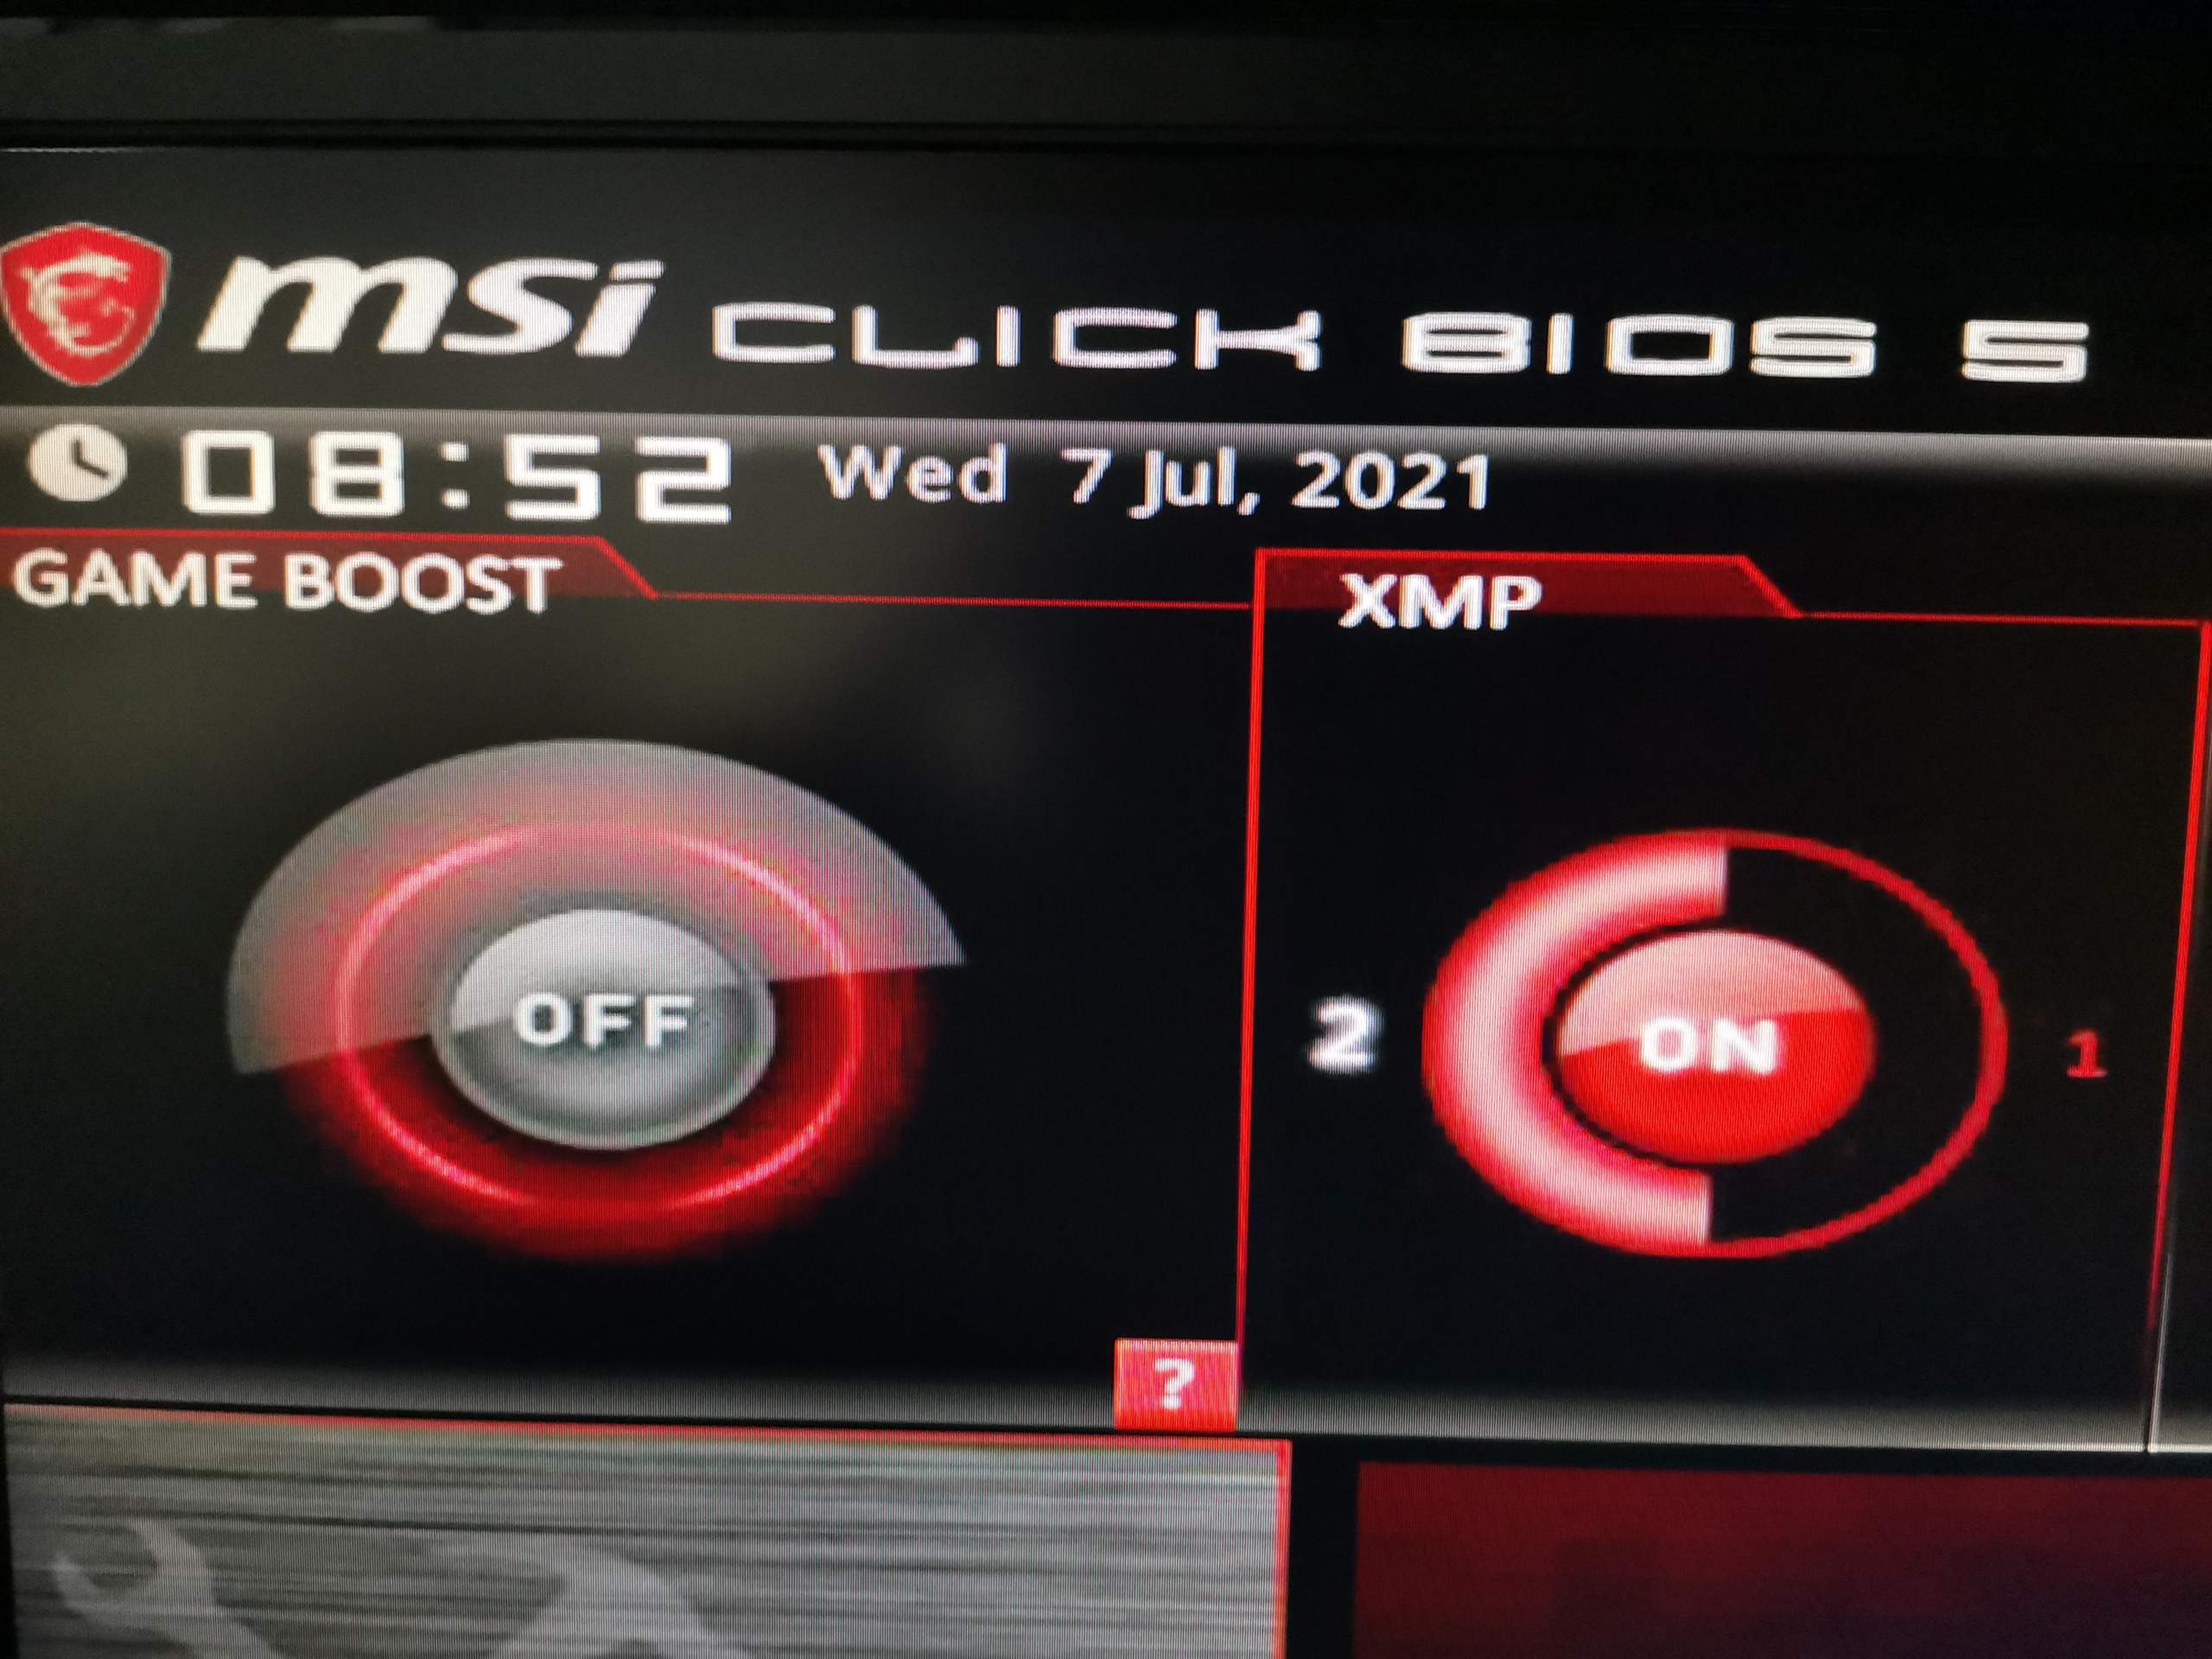 msi CLICK BIOS 5
08:52 Wed 7 Jul, 2021
GAME BOOST
XMP
OFF
2 ON 1
?